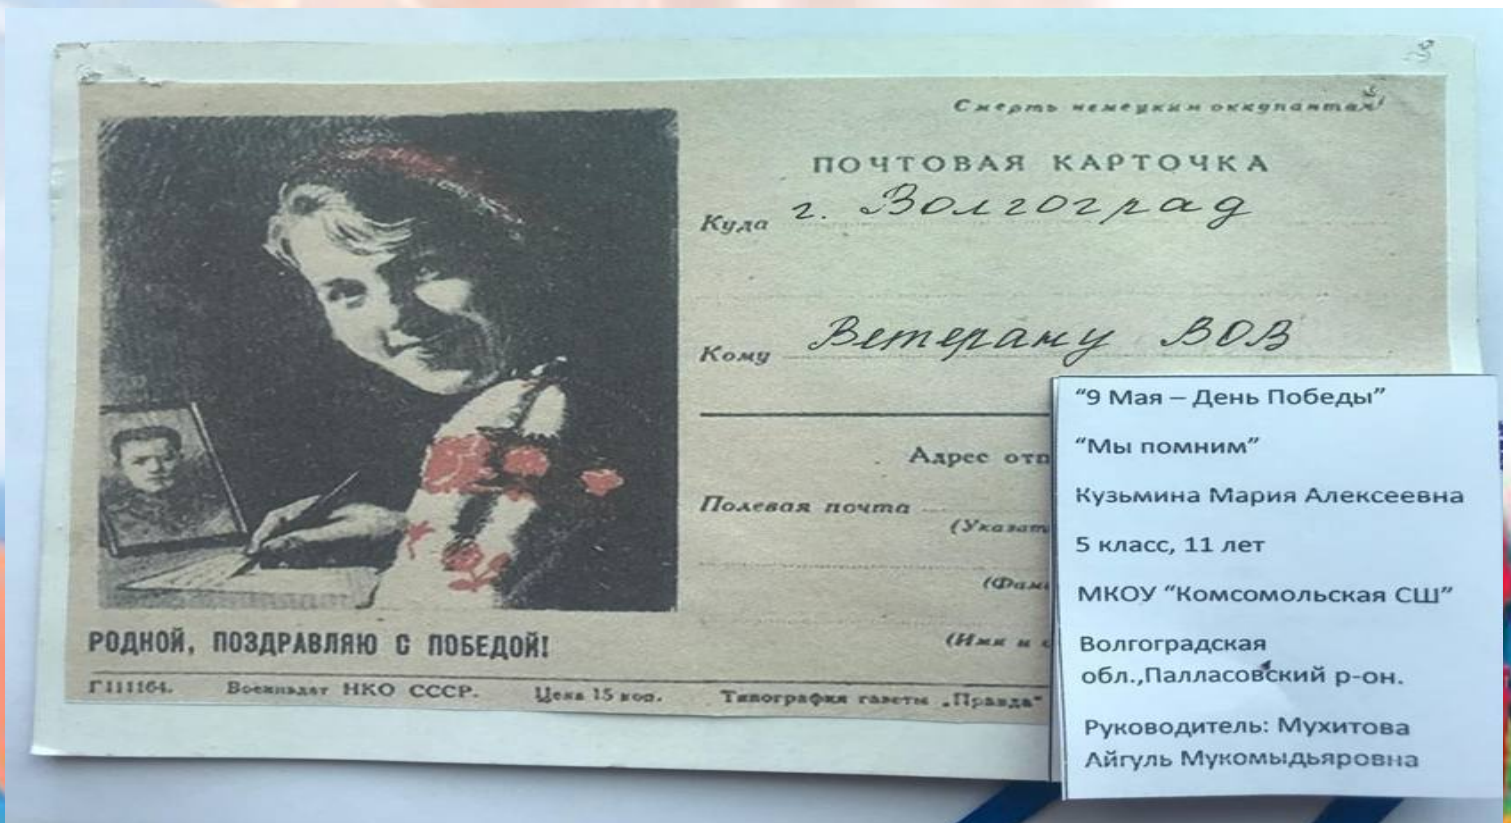 Смерть немецким оккупантам!
ПОЧТОВАЯ КАРТОЧКА
Куда г. Волгоград
Кому Ветерану ВОВ
Адрес отп
Полевая почта
(Указат
(Фами
(Имя и о
РОДНОЙ, ПОЗДРАВЛЯЮ С ПОБЕДОЙ!
Г111164. Воениздат НКО СССР. Цена 15 коп. Типография газеты „Правда"
“9 Мая – День Победы”
“Мы помним”
Кузьмина Мария Алексеевна
5 класс, 11 лет
МКОУ “Комсомольская СШ”
Волгоградская
обл.,Палласовский р-он.
Руководитель: Мухитова
Айгуль Мукомыдьяровна